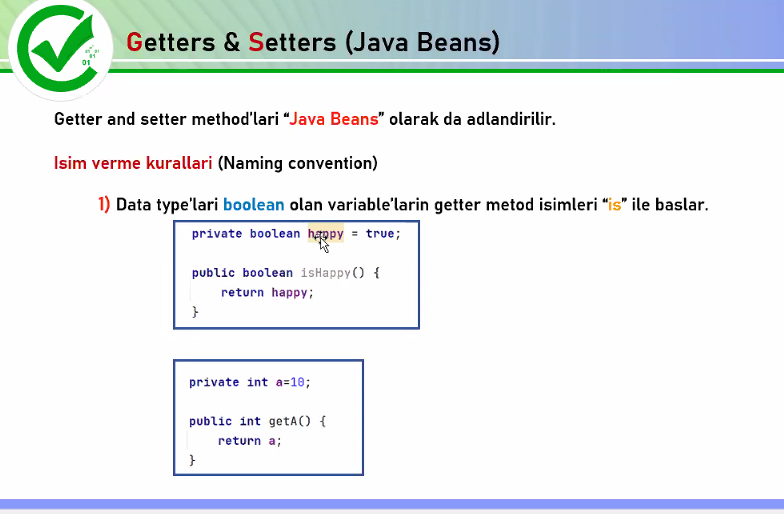 Getters & Setters (Java Beans)
Getter and setter method'lari “Java Beans” olarak da adlandirilir.
Isim verme kurallari (Naming convention)
1) Data type'lari boolean olan variable'larin getter metod isimleri “is” ile baslar.
private boolean happy = true;
public boolean isHappy() {
return happy;
}
private int a=10;
public int getA() {
return a;
}